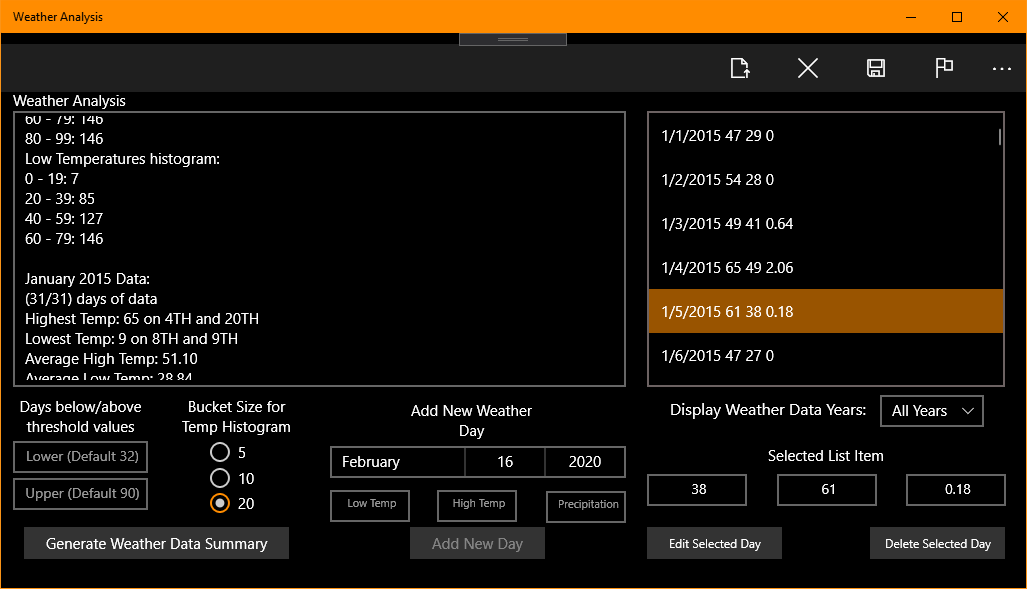 Weather Analysis
Weather Analysis
60 - 79: 146
80 - 99: 146
Low Temperatures histogram:
0 - 19: 7
20 - 39: 85
40 - 59: 127
60 - 79: 146
January 2015 Data:
(31/31) days of data
Highest Temp: 65 on 4TH and 20TH
Lowest Temp: 9 on 8TH and 9TH
Average High Temp: 51.10
Average Low Temp: 28.84
1/1/2015 47 29 0
1/2/2015 54 28 0
1/3/2015 49 41 0.64
1/4/2015 65 49 2.06
1/5/2015 61 38 0.18
1/6/2015 47 27 0
Days below/above
threshold values
Lower (Default 32)
Upper (Default 90)
Bucket Size for
Temp Histogram
5
10
20
Generate Weather Data Summary
Add New Weather
Day
February 16 2020
Low Temp High Temp Precipitation
Add New Day
Display Weather Data Years: All Years
Selected List Item
38 61 0.18
Edit Selected Day Delete Selected Day